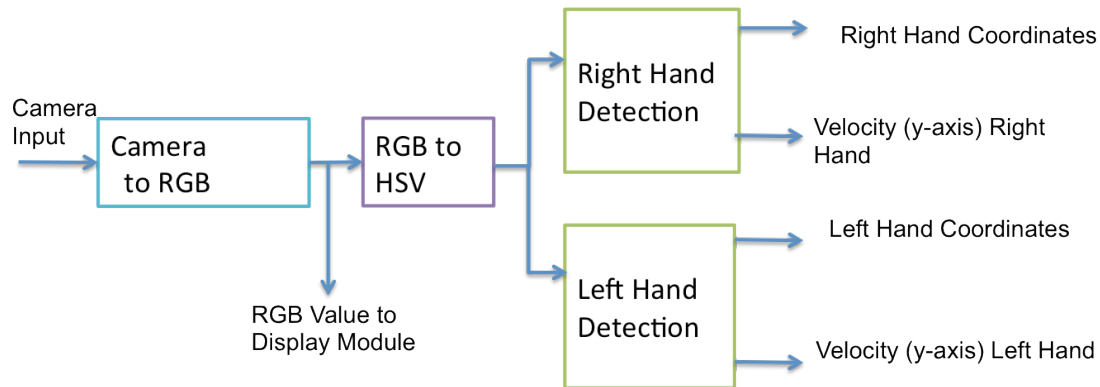 Camera
Input
Camera
to RGB
RGB Value to
Display Module
RGB to
HSV
Right Hand
Detection
Right Hand Coordinates
Velocity (y-axis) Right
Hand
Left Hand
Detection
Left Hand Coordinates
Velocity (y-axis) Left Hand